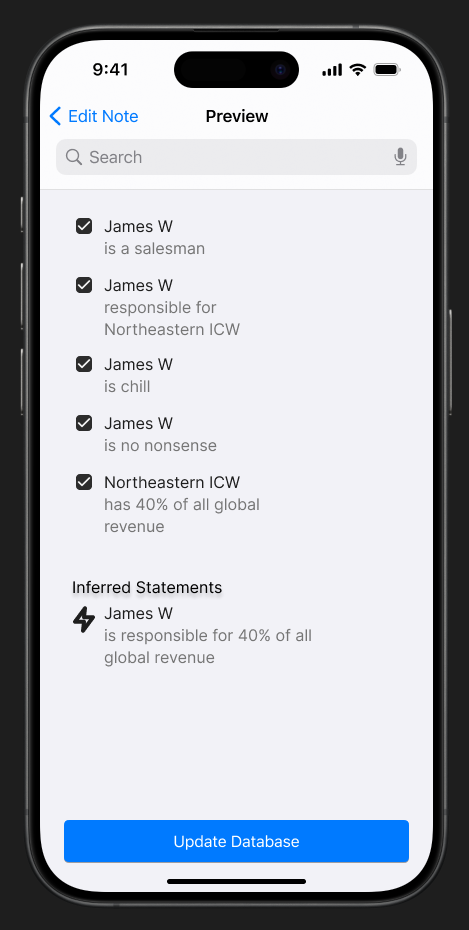 9:41
Edit Note
Preview
Search
James W
is a salesman
James W
responsible for
Northeastern ICW
James W
is chill
James W
is no nonsense
Northeastern ICW
has 40% of all global
revenue
Inferred Statements
James W
is responsible for 40% of all
global revenue
Update Database